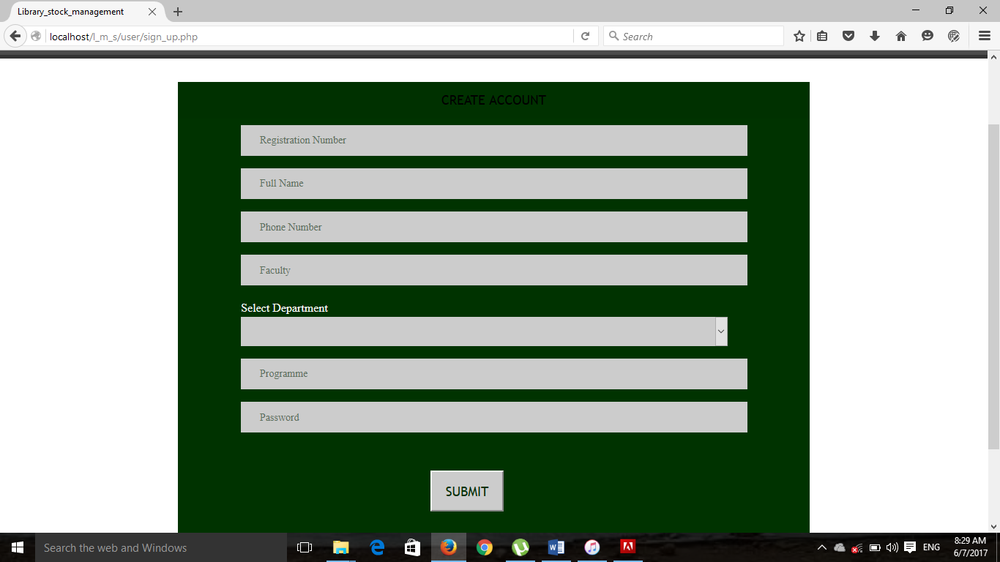 Library_stock_management
localhost/l_m_s/user/sign_up.php
Search
CREATE ACCOUNT
Registration Number
Full Name
Phone Number
Faculty
Select Department
Programme
Password
SUBMIT
Search the web and Windows
ENG
8:29 AM
6/7/2017